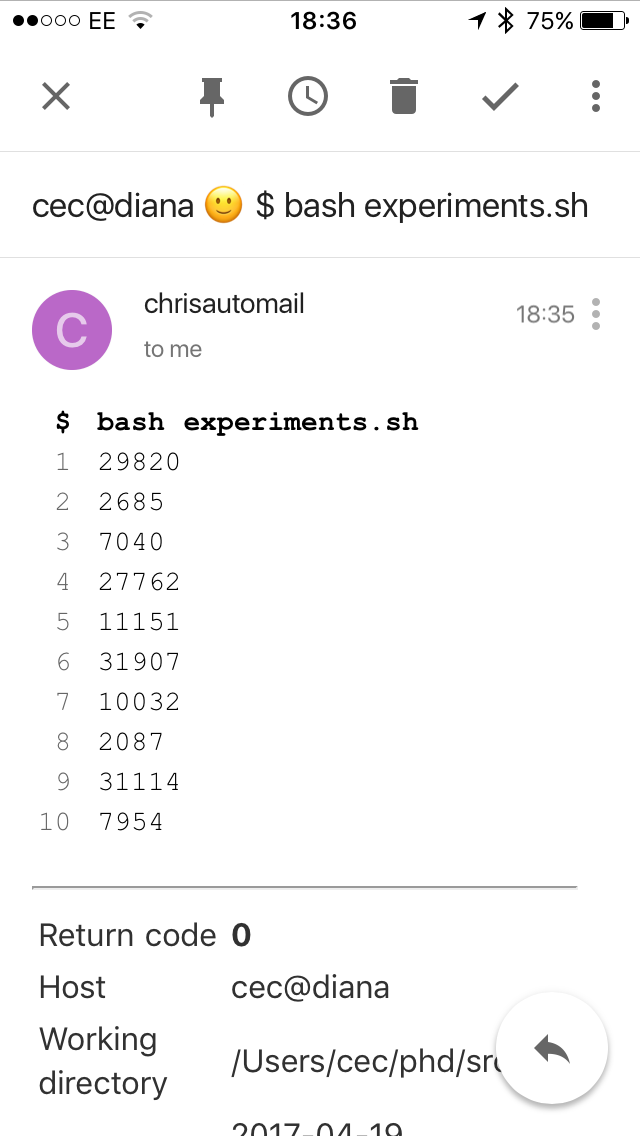 EE 18:36 75%
cec@diana 🙂 $ bash experiments.sh
C
chrisautomail 18:35
to me
$ bash experiments.sh
1 29820
2 2685
3 7040
4 27762
5 11151
6 31907
7 10032
8 2087
9 31114
10 7954
Return code 0
Host cec@diana
Working directory /Users/cec/phd/src
2017-04-19